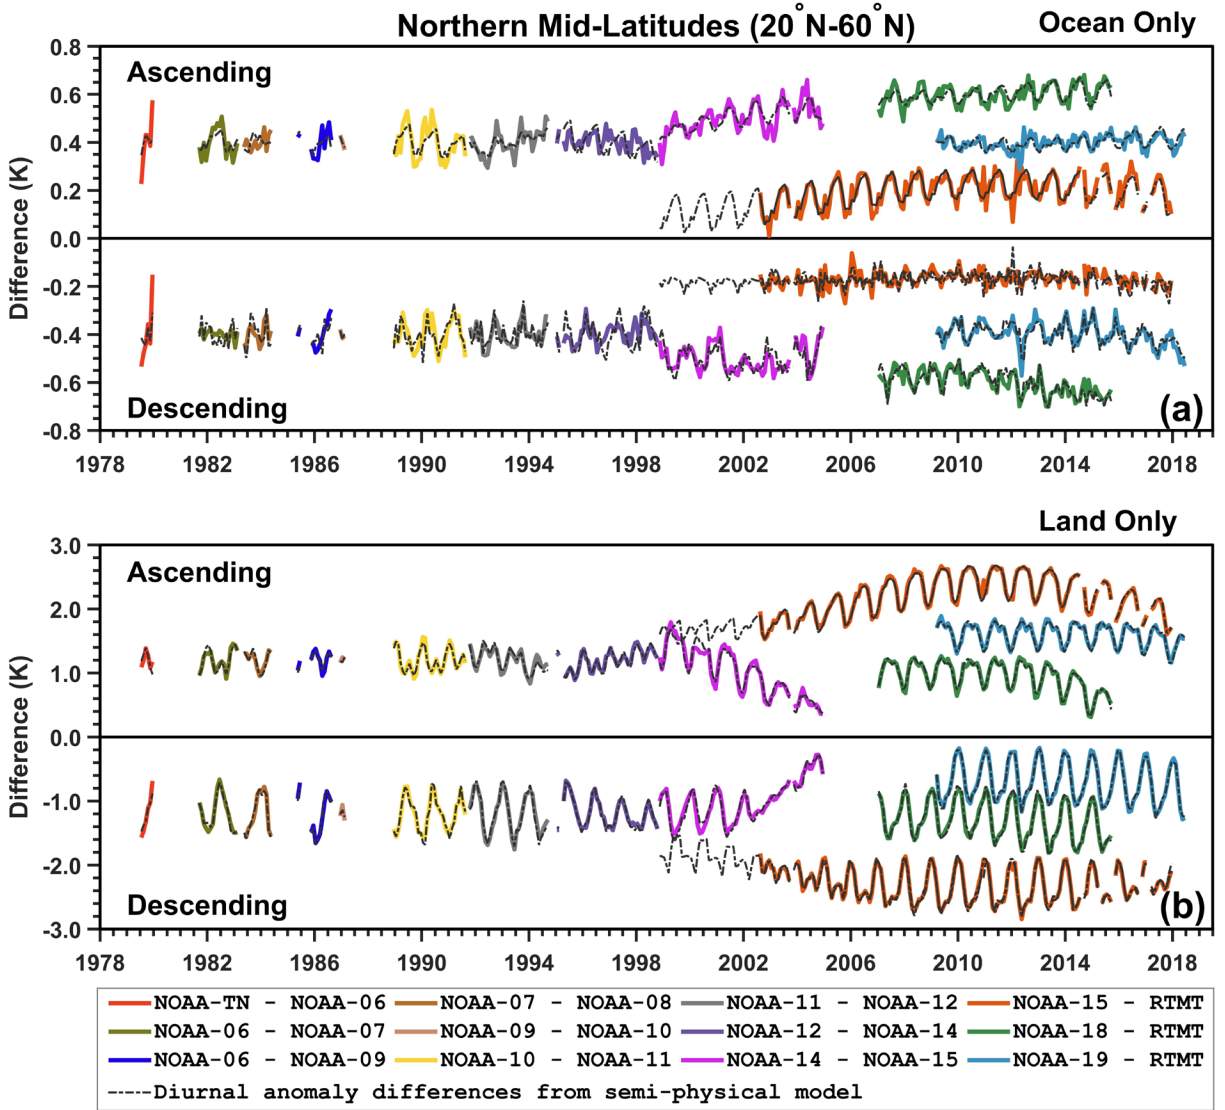 Northern Mid-Latitudes (20°N-60°N)
Ocean Only
Difference (K)
0.8
0.6
0.4
0.2
0.0
-0.2
-0.4
-0.6
-0.8
Ascending
Descending
(a)
1978 1982 1986 1990 1994 1998 2002 2006 2010 2014 2018
Land Only
Difference (K)
3.0
2.0
1.0
0.0
-1.0
-2.0
-3.0
Ascending
Descending
(b)
1978 1982 1986 1990 1994 1998 2002 2006 2010 2014 2018
NOAA-TN - NOAA-06 NOAA-07 - NOAA-08 NOAA-11 - NOAA-12 NOAA-15 - RTMT
NOAA-06 - NOAA-07 NOAA-09 - NOAA-10 NOAA-12 - NOAA-14 NOAA-18 - RTMT
NOAA-06 - NOAA-09 NOAA-10 - NOAA-11 NOAA-14 - NOAA-15 NOAA-19 - RTMT
Diurnal anomaly differences from semi-physical model